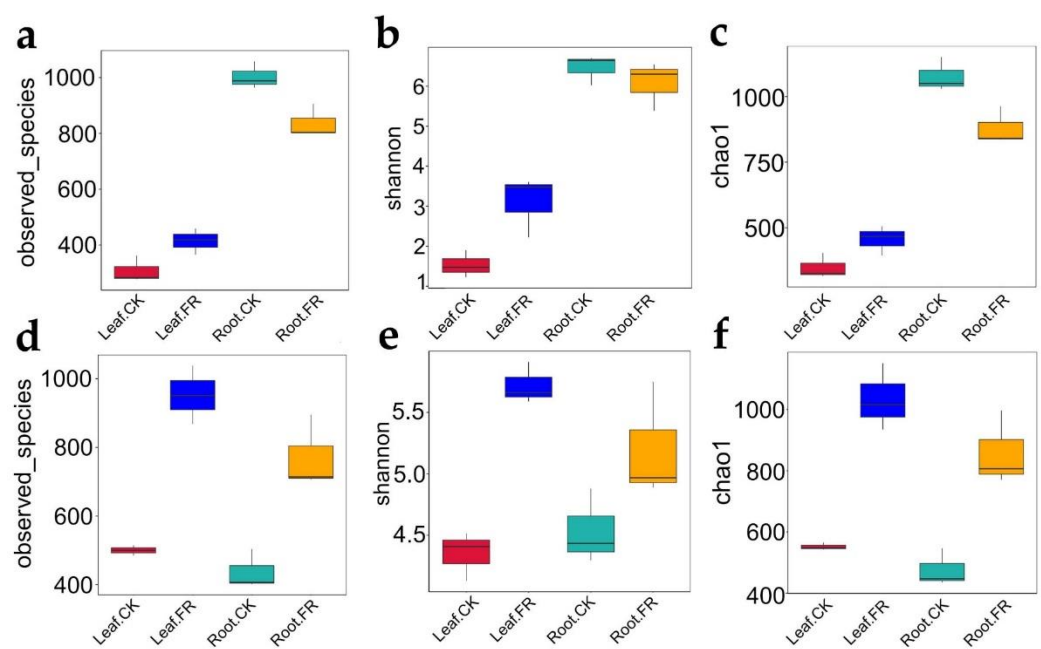 a
observed_species
1000
800
600
400
Leaf.CK
Leaf.FR
Root.CK
Root.FR
b
shannon
6
5
4
3
2
1
Leaf.CK
Leaf.FR
Root.CK
Root.FR
c
chao1
1000
750
500
Leaf.CK
Leaf.FR
Root.CK
Root.FR
d
observed_species
1000
800
600
400
Leaf.CK
Leaf.FR
Root.CK
Root.FR
e
shannon
5.5
5.0
4.5
Leaf.CK
Leaf.FR
Root.CK
Root.FR
f
chao1
1000
800
600
400
Leaf.CK
Leaf.FR
Root.CK
Root.FR